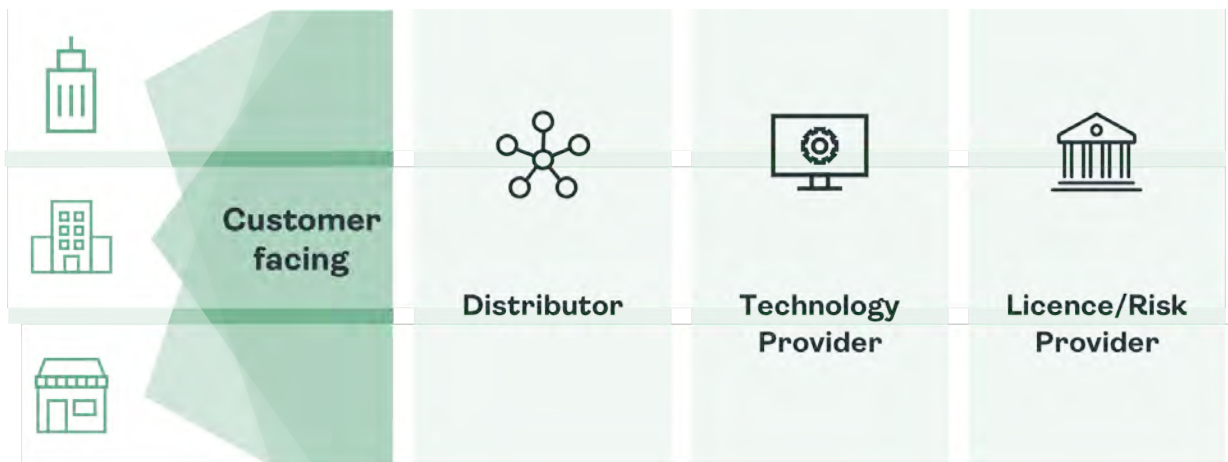 Customer
facing
Distributor
Technology
Provider
Licence/Risk
Provider